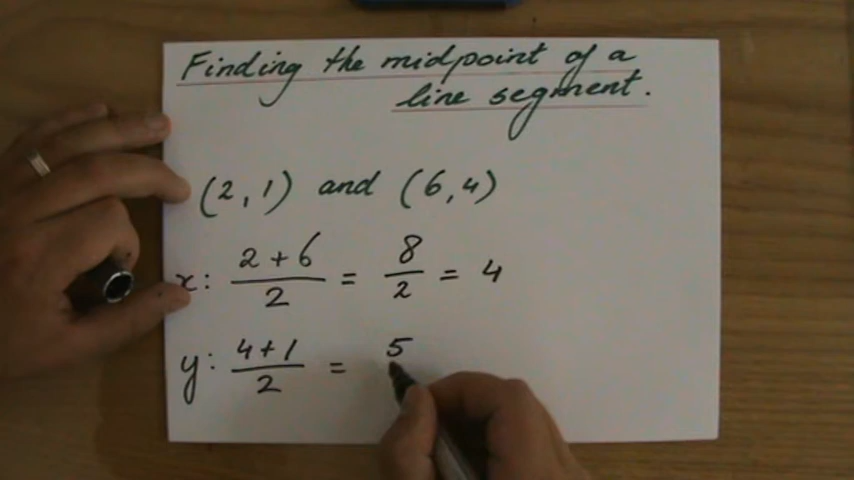 Finding the midpoint of a
line segment.
(2, 1) and (6, 4)
x: 2 + 6 / 2 = 8 / 2 = 4
y: 4 + 1 / 2 = 5